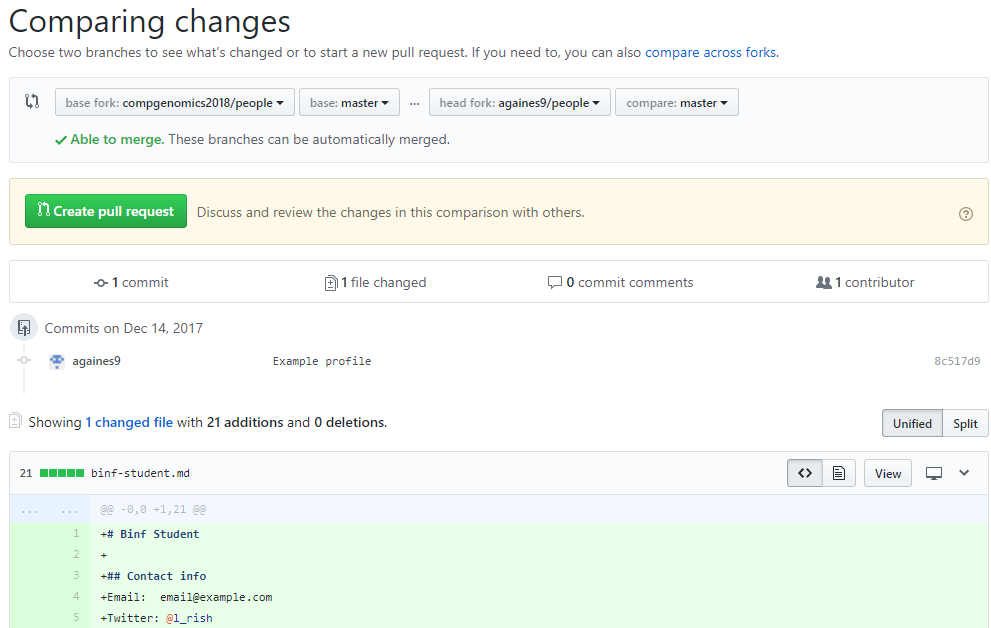 Comparing changes
Choose two branches to see what's changed or to start a new pull request. If you need to, you can also compare across forks.
base fork: compgenomics2018/people base: master ... head fork: againes9/people compare: master
Able to merge. These branches can be automatically merged.
Create pull request Discuss and review the changes in this comparison with others.
1 commit 1 file changed 0 commit comments 1 contributor
Commits on Dec 14, 2017
againes9 Example profile 8c517d9
Showing 1 changed file with 21 additions and 0 deletions. Unified Split
21 binf-student.md View
... ... @@ -0,0 +1,21 @@
1 +# Binf Student
2 +
3 +## Contact info
4 +Email:  email@example.com
5 +Twitter: @l_rish